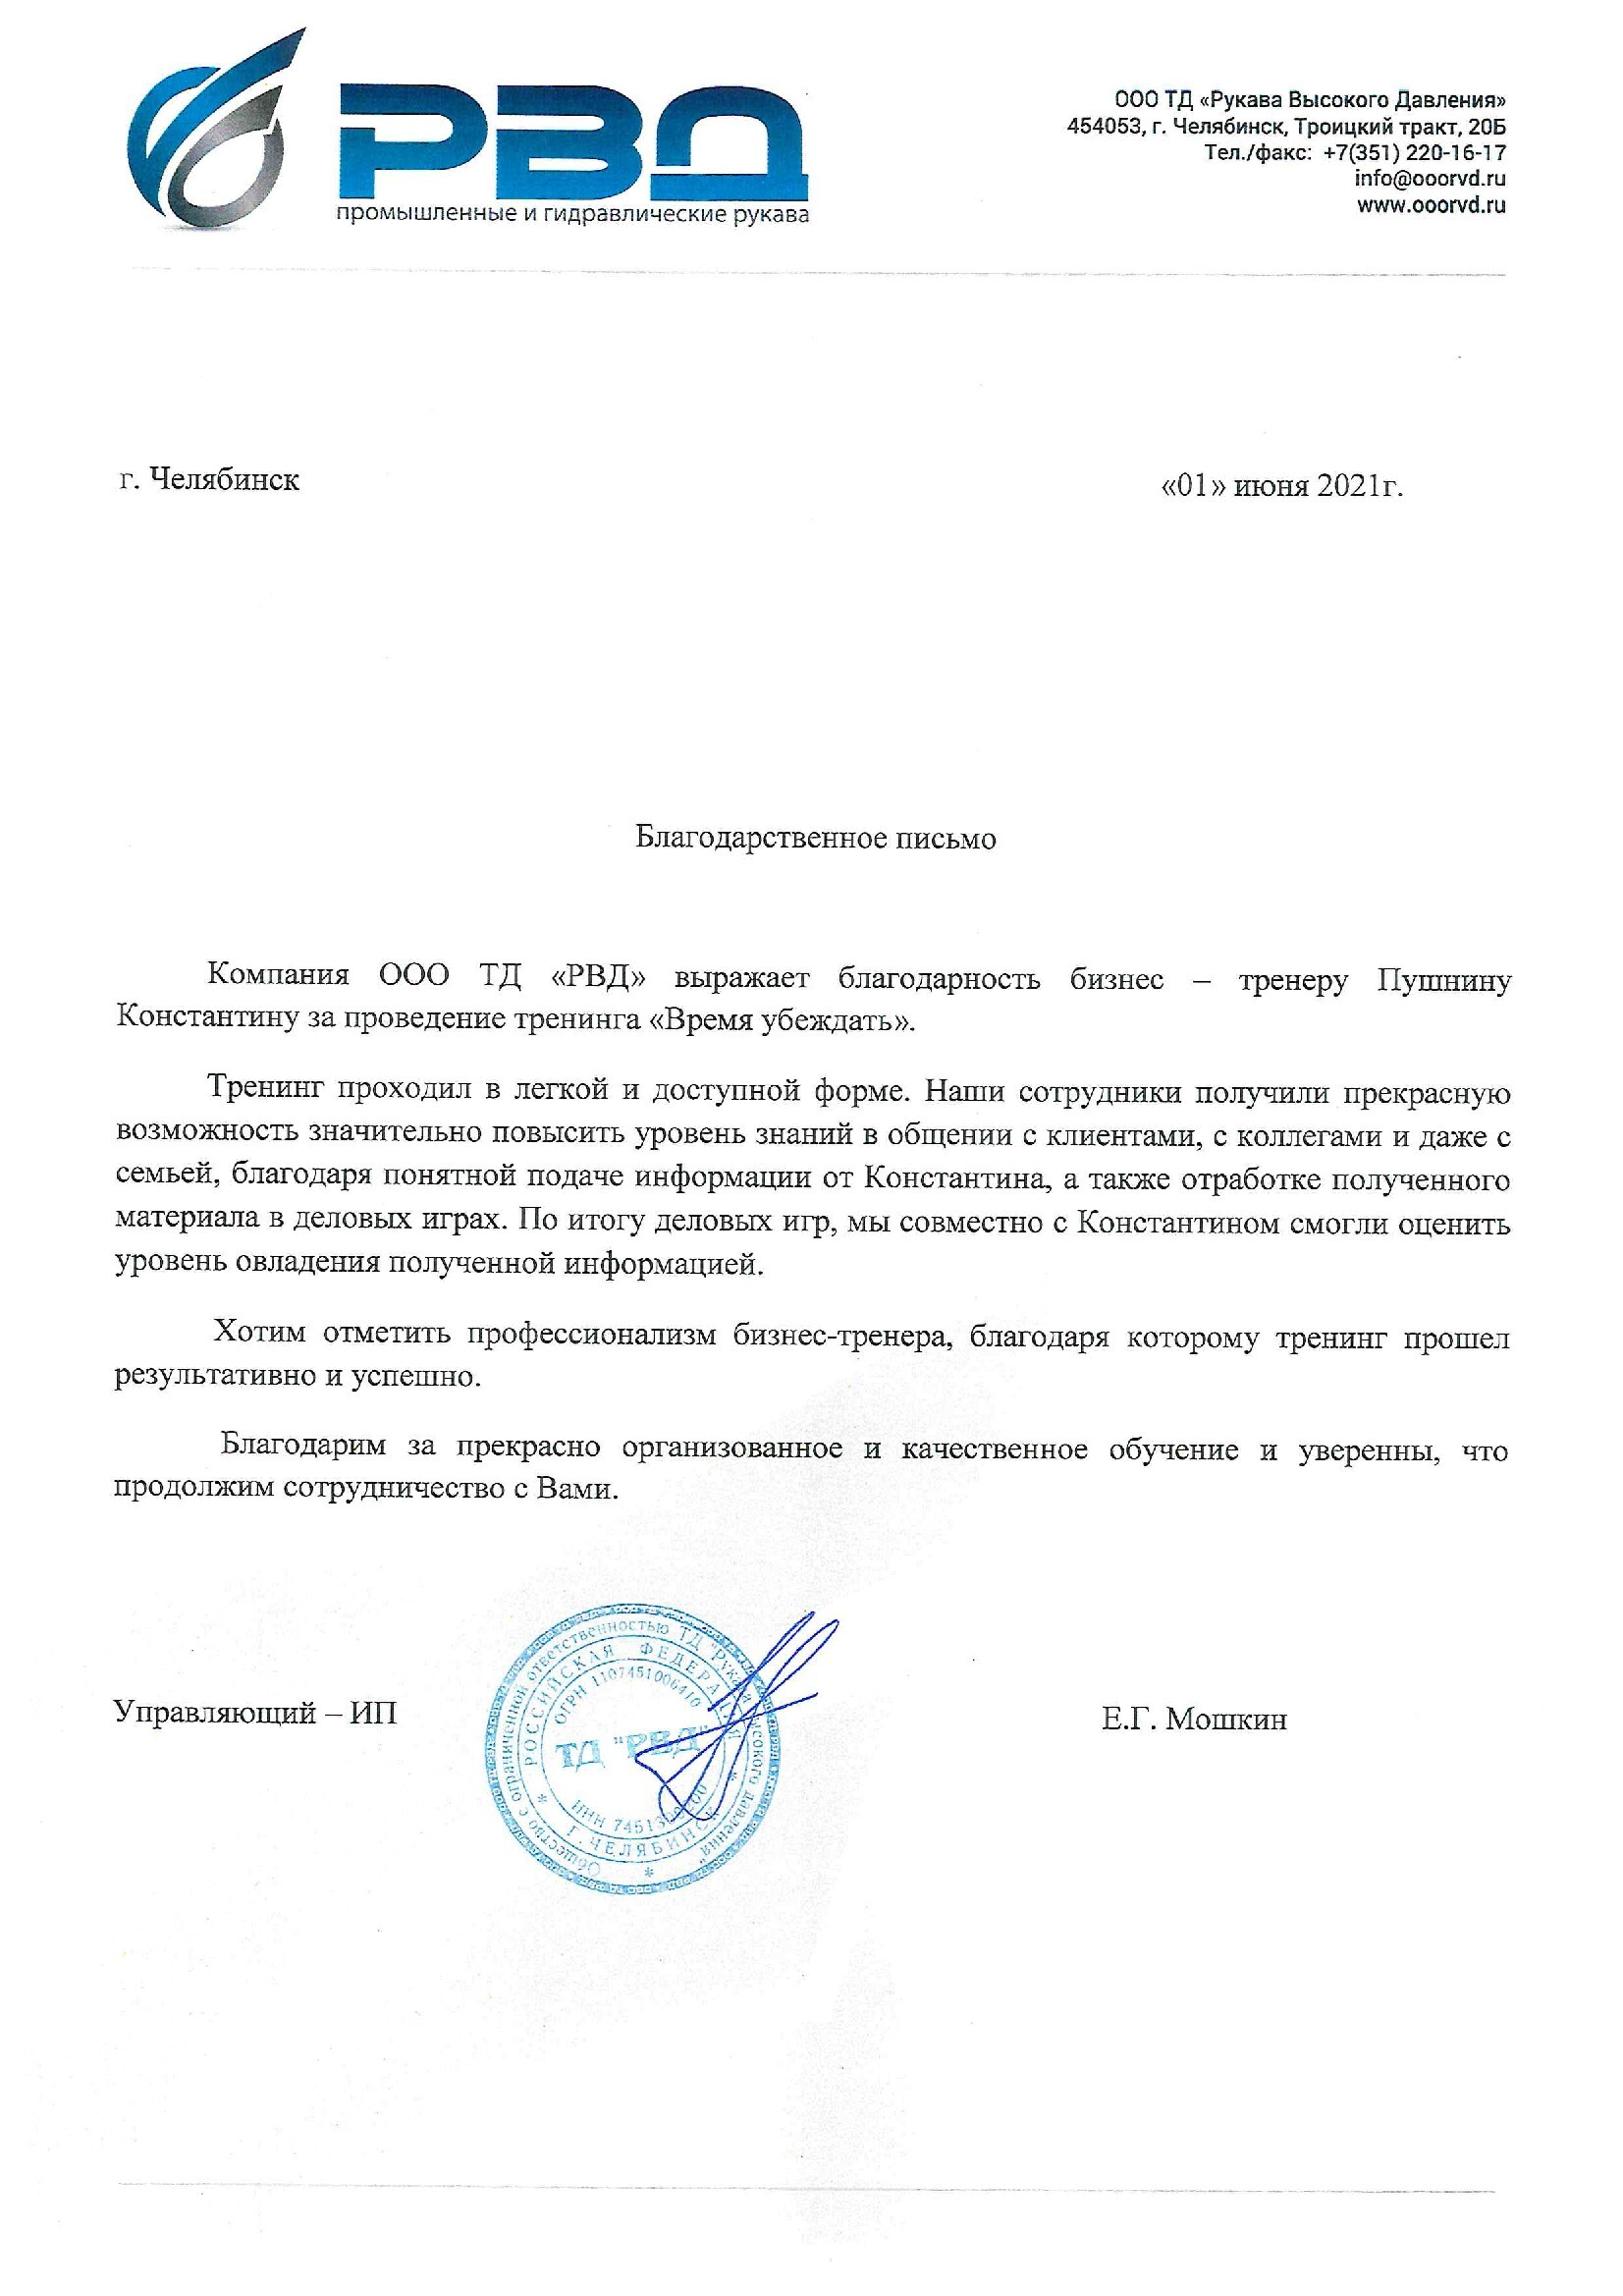 РВД
промышленные и гидравлические рукава
ООО ТД «Рукава Высокого Давления»
454053, г. Челябинск, Троицкий тракт, 20Б
Тел./факс: +7(351) 220-16-17
info@ooorvd.ru
www.ooorvd.ru
г. Челябинск
«01» июня 2021г.
Благодарственное письмо
Компания ООО ТД «РВД» выражает благодарность бизнес – тренеру Пушнину
Константину за проведение тренинга «Время убеждать».
Тренинг проходил в легкой и доступной форме. Наши сотрудники получили прекрасную
возможность значительно повысить уровень знаний в общении с клиентами, с коллегами и даже с
семьей, благодаря понятной подаче информации от Константина, а также отработке полученного
материала в деловых играх. По итогу деловых игр, мы совместно с Константином смогли оценить
уровень овладения полученной информацией.
Хотим отметить профессионализм бизнес-тренера, благодаря которому тренинг прошел
результативно и успешно.
Благодарим за прекрасно организованное и качественное обучение и уверенны, что
продолжим сотрудничество с Вами.
Управляющий – ИП
Общество с ограниченной ответственностью ТД "Рукава Высокого давления"
РОССИЙСКАЯ ФЕДЕРАЦИЯ
ОГРН 1107451006410
ТД "РВД"
ИНН
* Г. ЧЕЛЯБИНСК *
Е.Г. Мошкин